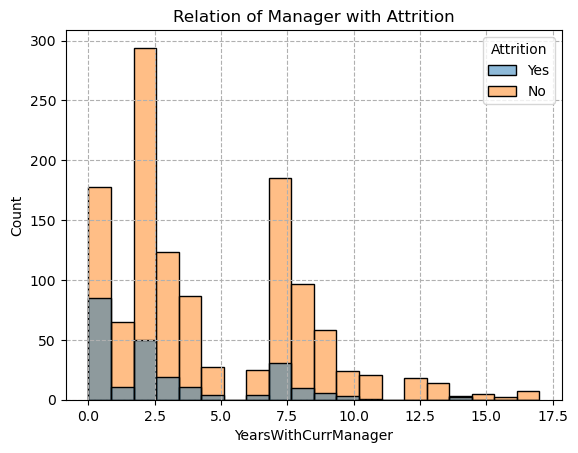 Relation of Manager with Attrition
300
250
200
150
100
50
0
Count
Attrition
Yes
No
0.0 2.5 5.0 7.5 10.0 12.5 15.0 17.5
YearsWithCurrManager